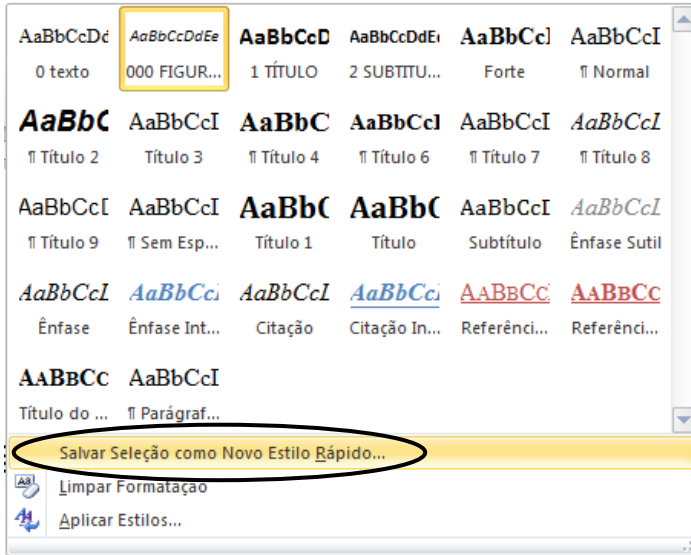 AaBbCcDd AaBbCcDdEe AaBbCcD AaBbCcDdEe AaBbCcI AaBbCcI
0 texto 000 FIGUR... 1 TÍTULO 2 SUBTITU... Forte ¶ Normal
AaBbC AaBbCcI AaBbC AaBbCcI AaBbCcI AaBbCcI
¶ Título 2 Título 3 ¶ Título 4 ¶ Título 6 ¶ Título 7 ¶ Título 8
AaBbCcI AaBbCcI AaBb( AaBb( AaBbCcI AaBbCcI
¶ Título 9 ¶ Sem Esp... Título 1 Título Subtítulo Ênfase Sutil
AaBbCcI AaBbCcI AaBbCcI AaBbCcI AABBCC AABBCC
Ênfase Ênfase Int... Citação Citação In... Referênci... Referênci...
AABBCC AaBbCcI
Título do ... ¶ Parágraf...
Salvar Seleção como Novo Estilo Rápido...
Limpar Formatação
Aplicar Estilos...